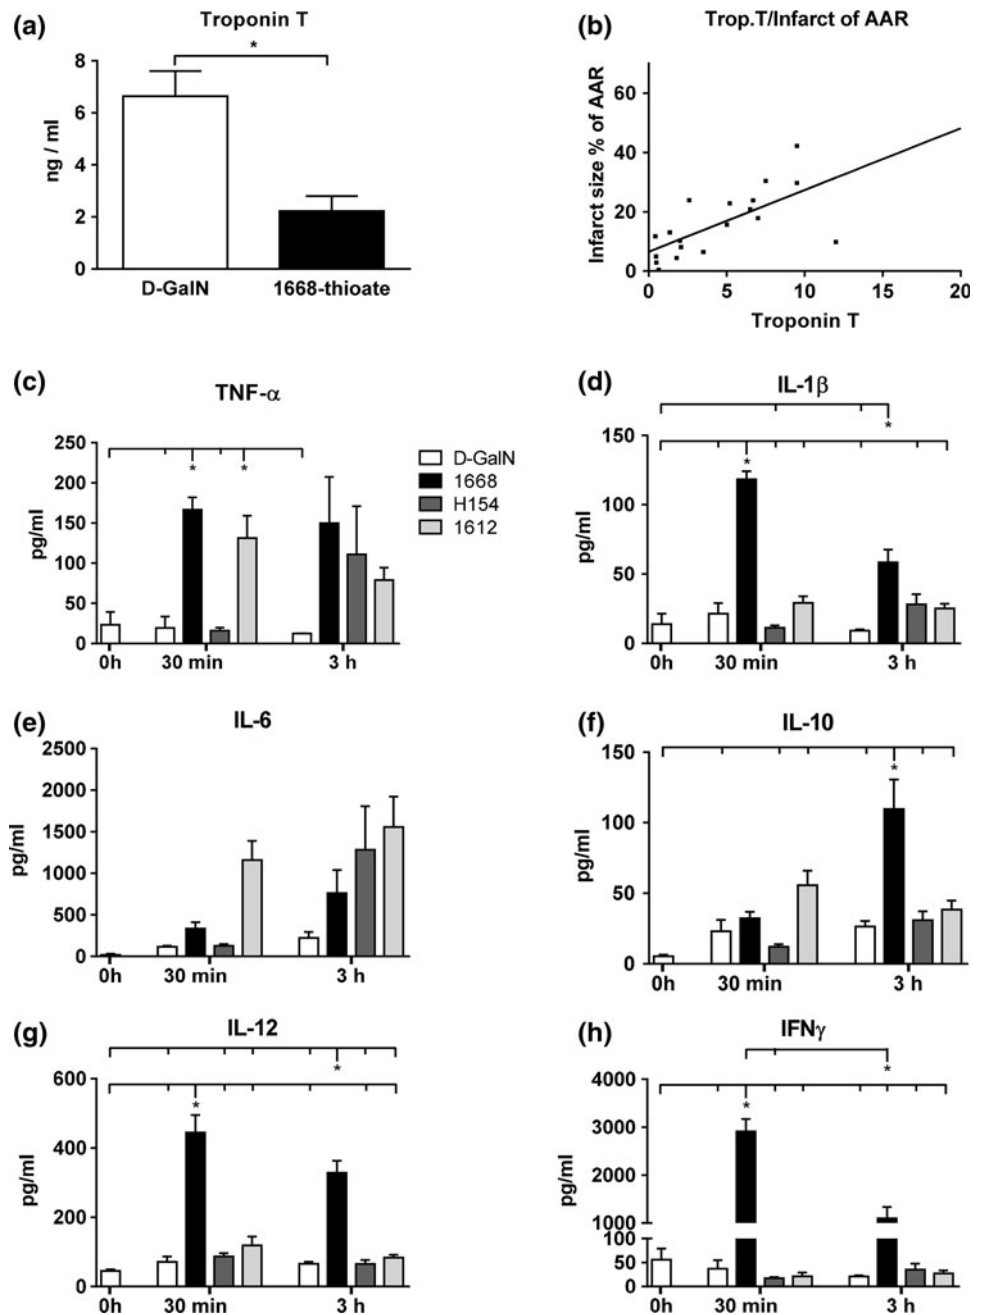 (a)
Troponin T
*
8
6
4
2
0
ng / ml
D-GalN 1668-thioate
(b)
Trop.T/Infarct of AAR
60
40
20
0
Infarct size % of AAR
0 5 10 15 20
Troponin T
(c)
TNF-α
250
200
150
100
50
0
pg/ml
* *
0h 30 min 3 h
D-GalN
1668
H154
1612
(d)
IL-1β
*
*
150
100
50
0
pg/ml
0h 30 min 3 h
(e)
IL-6
2500
2000
1500
1000
500
0
pg/ml
0h 30 min 3 h
(f)
IL-10
*
150
100
50
0
pg/ml
0h 30 min 3 h
(g)
IL-12
*
*
600
400
200
0
pg/ml
0h 30 min 3 h
(h)
IFNγ
* *
4000
3000
2000
1000
100
50
0
pg/ml
0h 30 min 3 h